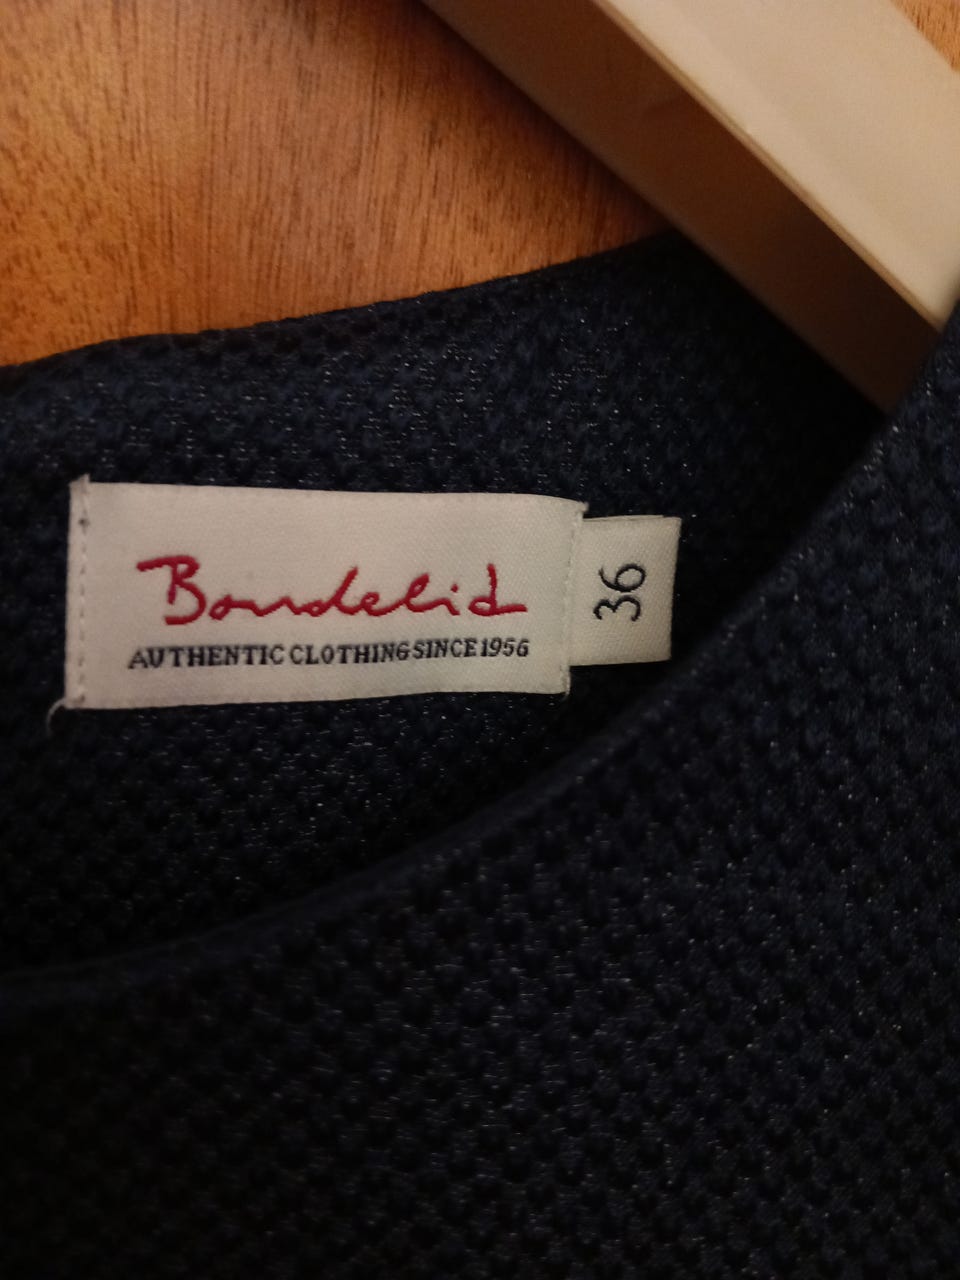 Bondelid
AUTHENTIC CLOTHING SINCE 1956
36